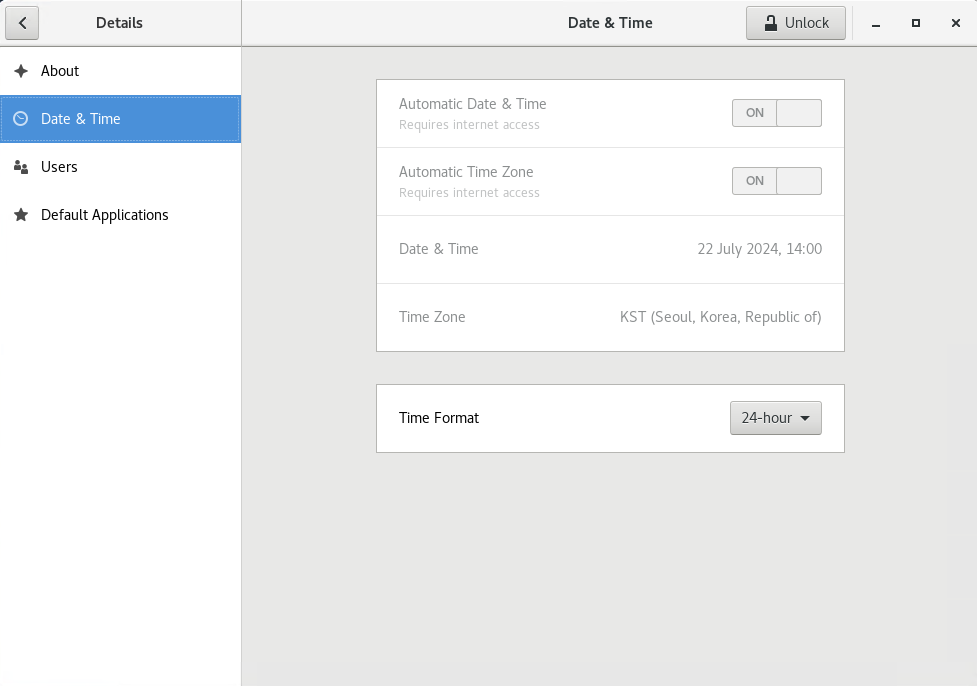 Details
Date & Time
Unlock
About
Date & Time
Users
Default Applications
Automatic Date & Time
Requires internet access
ON
Automatic Time Zone
Requires internet access
ON
Date & Time
22 July 2024, 14:00
Time Zone
KST (Seoul, Korea, Republic of)
Time Format
24-hour